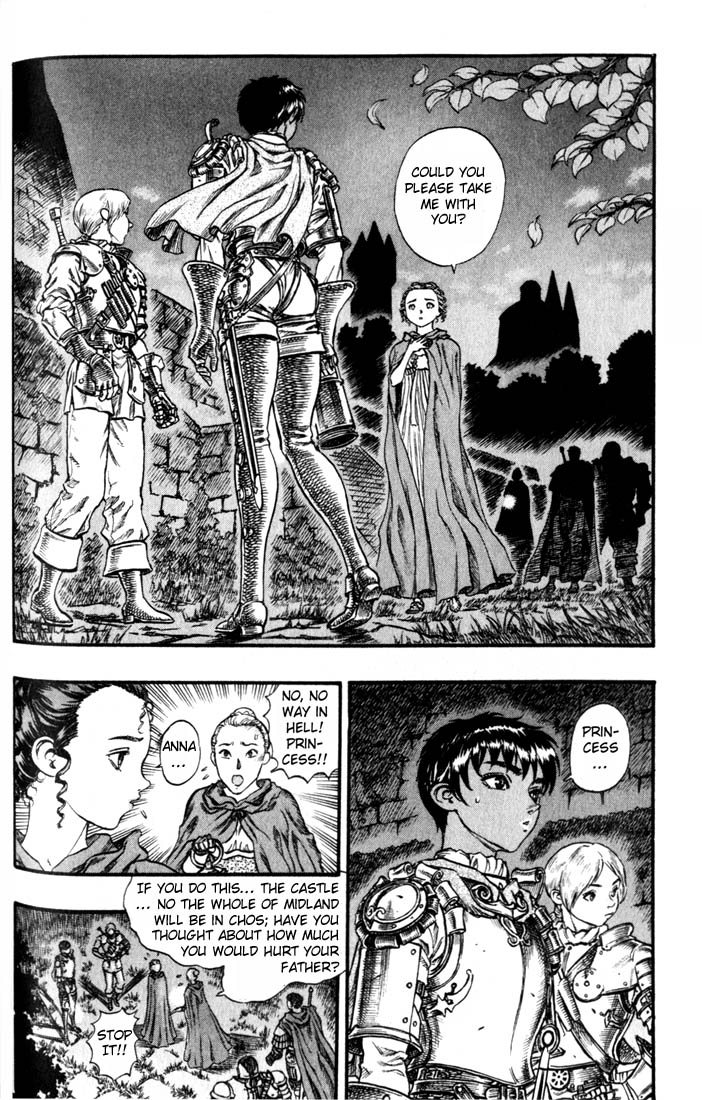 COULD YOU
PLEASE TAKE
ME WITH
YOU?
PRIN-
CESS
...
NO, NO
WAY IN
HELL!
PRIN-
CESS!!
ANNA
...
IF YOU DO THIS... THE CASTLE
... NO THE WHOLE OF MIDLAND
WILL BE IN CHOS; HAVE YOU
THOUGHT ABOUT HOW MUCH
YOU WOULD HURT YOUR
FATHER?
STOP
IT!!